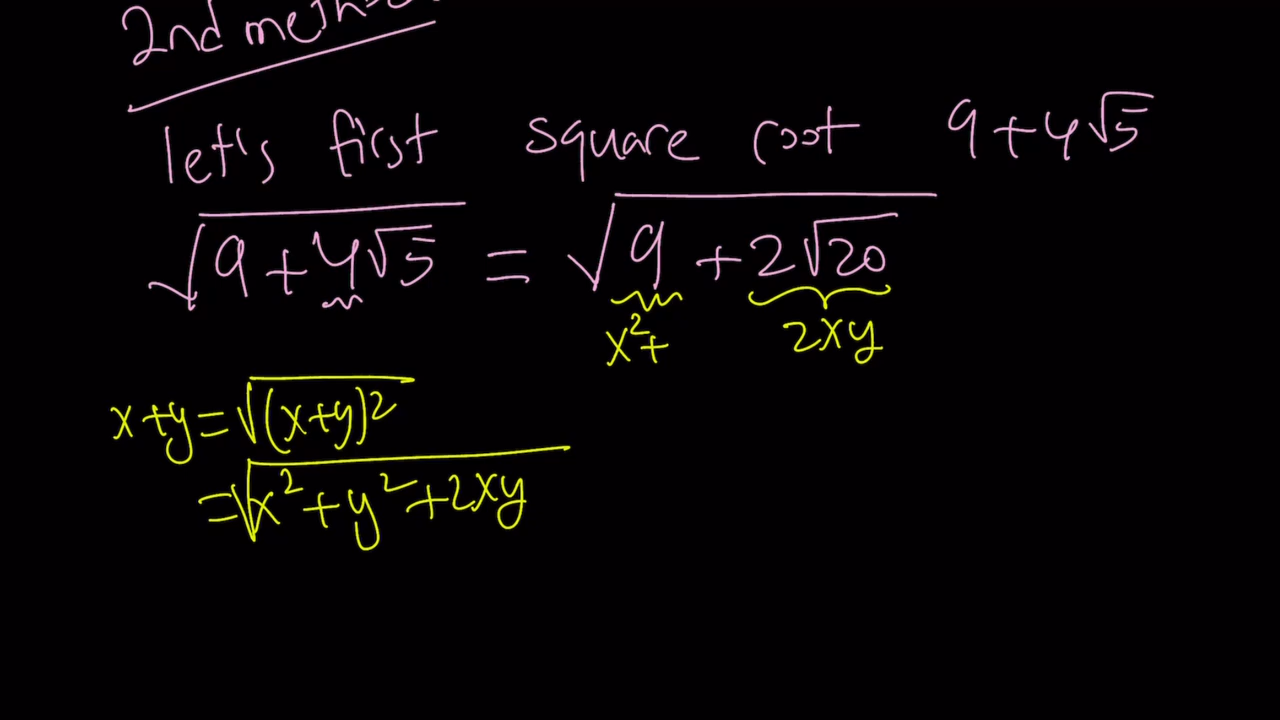 2nd
let's first square root 9+4√5
√(9+4√5) = √(9+2√20)
x²+ 2xy
x+y=√(x+y)²
=√(x²+y²+2xy)